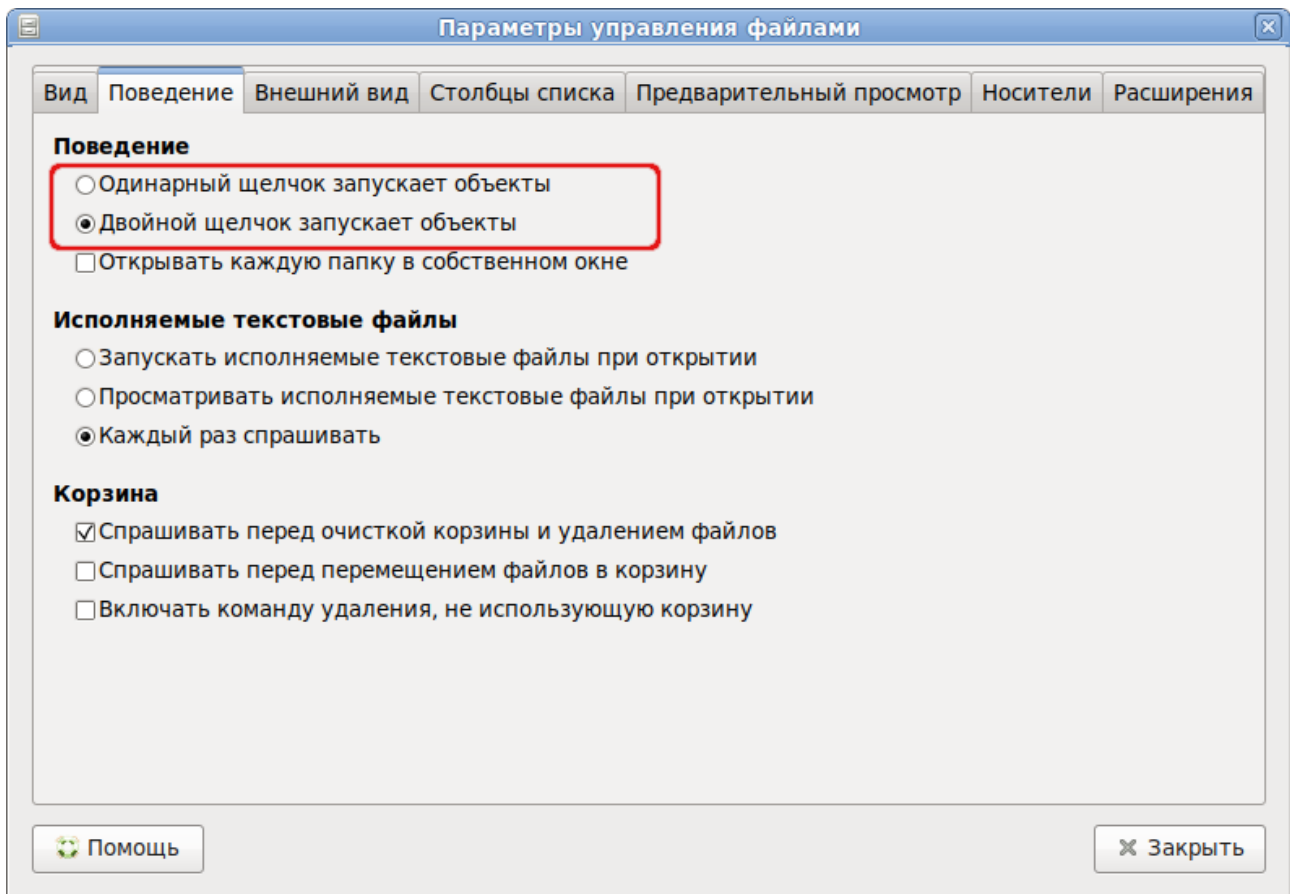 Параметры управления файлами
Вид Поведение Внешний вид Столбцы списка Предварительный просмотр Носители Расширения
Поведение
Одинарный щелчок запускает объекты
Двойной щелчок запускает объекты
Открывать каждую папку в собственном окне
Исполняемые текстовые файлы
Запускать исполняемые текстовые файлы при открытии
Просматривать исполняемые текстовые файлы при открытии
Каждый раз спрашивать
Корзина
Спрашивать перед очисткой корзины и удалением файлов
Спрашивать перед перемещением файлов в корзину
Включать команду удаления, не использующую корзину
Помощь Закрыть